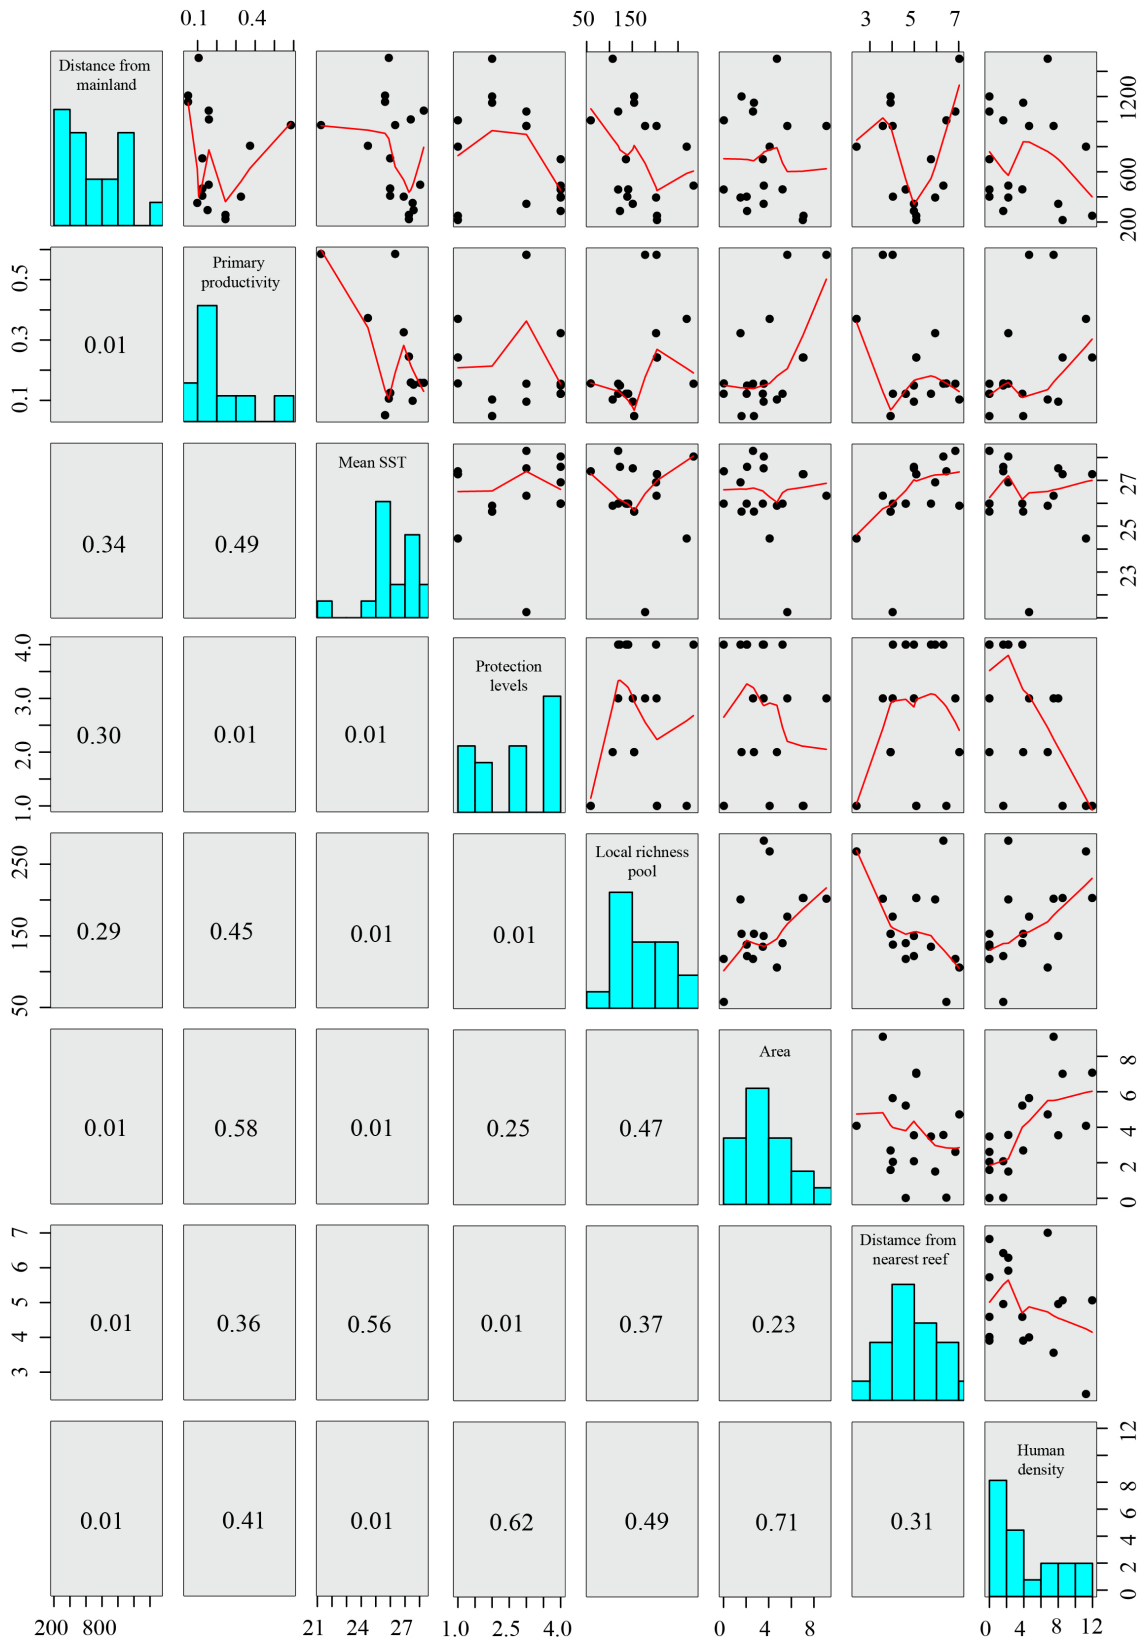 0.1 0.4 50 150 3 5 7
Distance from
mainland
200 600 1200
Primary
productivity
0.1 0.3 0.5
0.01
Mean SST
23 25 27
0.34 0.49
Protection
levels
1.0 2.0 3.0 4.0
0.30 0.01 0.01
Local richness
pool
50 150 250
0.29 0.45 0.01 0.01
Area
0 2 4 6 8
0.01 0.58 0.01 0.25 0.47
Distamce from
nearest reef
3 4 5 6 7
0.01 0.36 0.56 0.01 0.37 0.23
Human
density
0 2 4 6 8 12
0.01 0.41 0.01 0.62 0.49 0.71 0.31
200 800 21 24 27 1.0 2.5 4.0 0 4 8 0 4 8 12